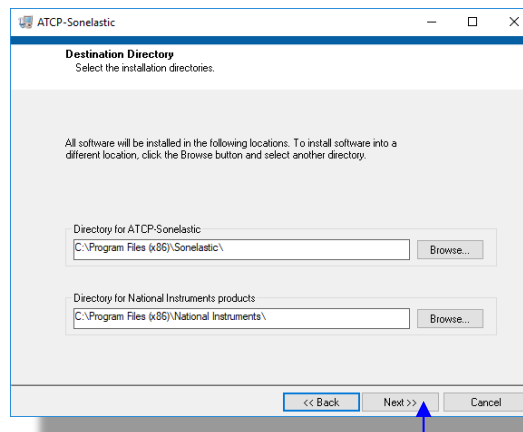 ATCP-Sonelastic
Destination Directory
Select the installation directories.
All software will be installed in the following locations. To install software into a
different location, click the Browse button and select another directory.
Directory for ATCP-Sonelastic
C:\Program Files (x86)\Sonelastic\
Browse...
Directory for National Instruments products
C:\Program Files (x86)\National Instruments\
Browse...
<< Back
Next >>
Cancel